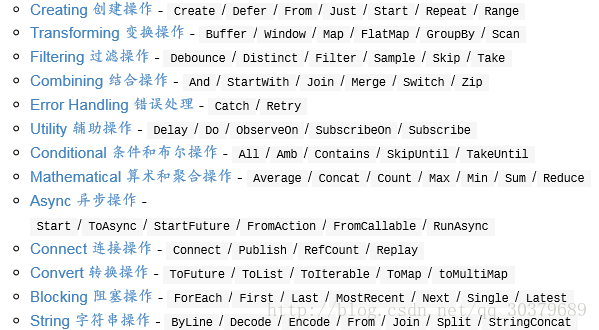 Creating 创建操作 - Create / Defer / From / Just / Start / Repeat / Range
Transforming 变换操作 - Buffer / Window / Map / FlatMap / GroupBy / Scan
Filtering 过滤操作 - Debounce / Distinct / Filter / Sample / Skip / Take
Combining 结合操作 - And / StartWith / Join / Merge / Switch / Zip
Error Handling 错误处理 - Catch / Retry
Utility 辅助操作 - Delay / Do / ObserveOn / SubscribeOn / Subscribe
Conditional 条件和布尔操作 - All / Amb / Contains / SkipUntil / TakeUntil
Mathematical 算术和聚合操作 - Average / Concat / Count / Max / Min / Sum / Reduce
Async 异步操作 -
Start / ToAsync / StartFuture / FromAction / FromCallable / RunAsync
Connect 连接操作 - Connect / Publish / RefCount / Replay
Convert 转换操作 - ToFuture / ToList / ToIterable / ToMap / toMultiMap
Blocking 阻塞操作 - ForEach / First / Last / MostRecent / Next / Single / Latest
http://blog.csdn.net/qq_30379689
String 字符串操作 - ByLine / Decode / Encode / From / Join / Split / StringConcat